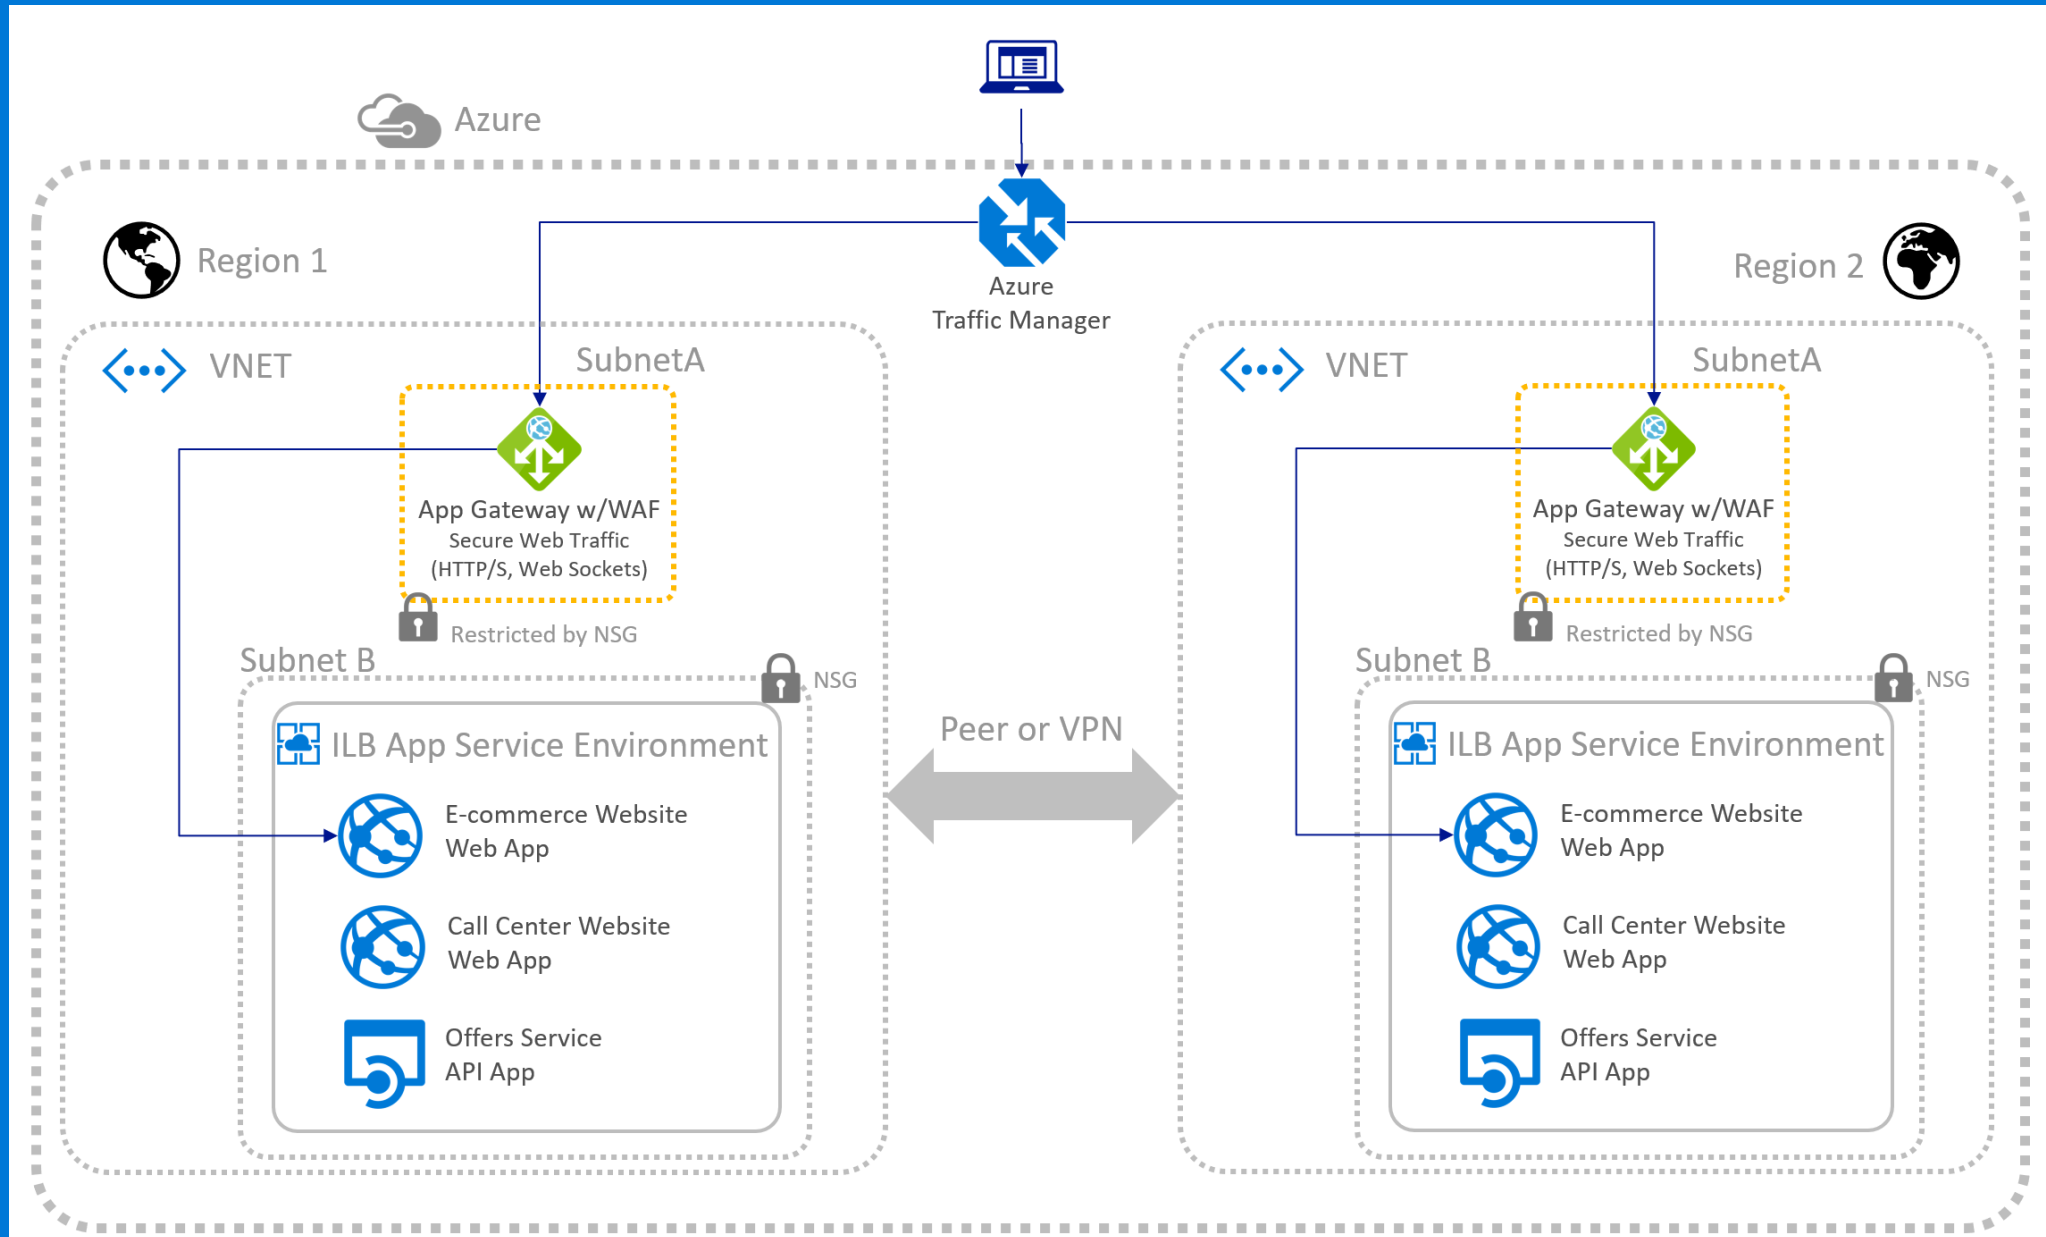 Azure
Azure
Traffic Manager
Region 1
VNET
SubnetA
App Gateway w/WAF
Secure Web Traffic
(HTTP/S, Web Sockets)
Restricted by NSG
Subnet B
NSG
ILB App Service Environment
E-commerce Website
Web App
Call Center Website
Web App
Offers Service
API App
Peer or VPN
Region 2
VNET
SubnetA
App Gateway w/WAF
Secure Web Traffic
(HTTP/S, Web Sockets)
Restricted by NSG
Subnet B
NSG
ILB App Service Environment
E-commerce Website
Web App
Call Center Website
Web App
Offers Service
API App